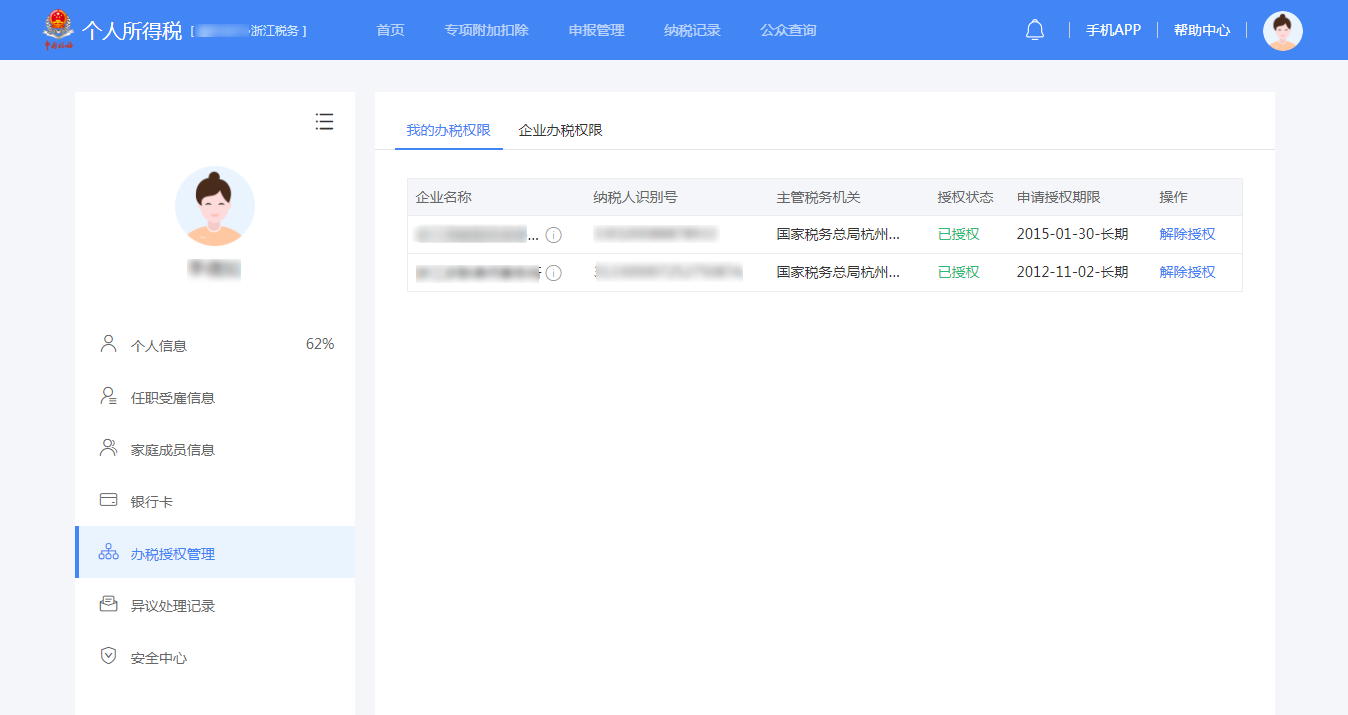 个人所得税 [ 浙江税务 ] 首页 专项附加扣除 申报管理 纳税记录 公众查询 手机APP 帮助中心
个人信息 62%
任职受雇信息
家庭成员信息
银行卡
办税授权管理
异议处理记录
安全中心
我的办税权限 企业办税权限
企业名称 纳税人识别号 主管税务机关 授权状态 申请授权期限 操作
... 国家税务总局杭州... 已授权 2015-01-30-长期 解除授权
国家税务总局杭州... 已授权 2012-11-02-长期 解除授权